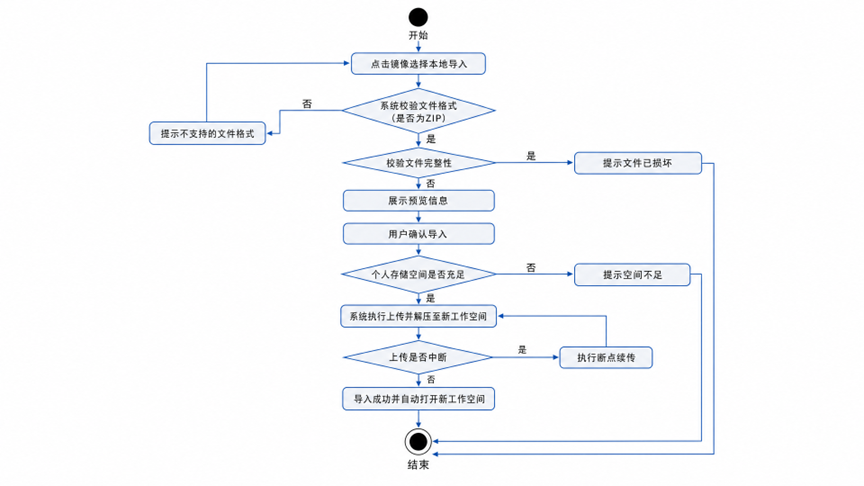 开始
点击镜像选择本地导入
否
系统校验文件格式
（是否为ZIP）
提示不支持的文件格式
是
校验文件完整性
是
提示文件已损坏
否
展示预览信息
用户确认导入
个人存储空间是否充足
否
提示空间不足
是
系统执行上传并解压至新工作空间
上传是否中断
是
执行断点续传
否
导入成功并自动打开新工作空间
结束